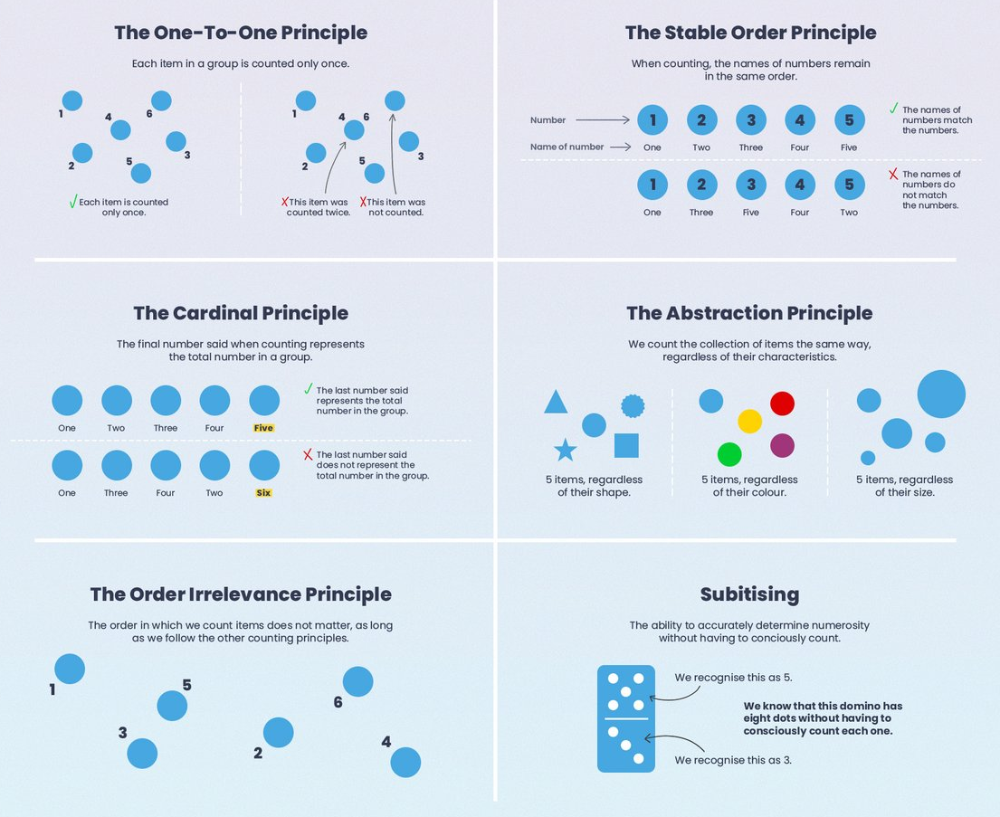 The One-To-One Principle
Each item in a group is counted only once.
1
4
6
2
5
3
✓ Each item is counted
only once.
1
4 6
2
5
3
✗ This item was
counted twice.
✗ This item was
not counted.
The Stable Order Principle
When counting, the names of numbers remain
in the same order.
Number
1 2 3 4 5
Name of number
One Two Three Four Five
✓ The names of
numbers match
the numbers.
1 2 3 4 5
One Three Five Four Two
✗ The names of
numbers do
not match
the numbers.
The Cardinal Principle
The final number said when counting represents
the total number in a group.
One Two Three Four Five
✓ The last number said
represents the total
number in the group.
One Three Four Two Six
✗ The last number said
does not represent the
total number in the group.
The Abstraction Principle
We count the collection of items the same way,
regardless of their characteristics.
5 items, regardless
of their shape.
5 items, regardless
of their colour.
5 items, regardless
of their size.
The Order Irrelevance Principle
The order in which we count items does not matter, as long
as we follow the other counting principles.
1
5
3
2
6
4
Subitising
The ability to accurately determine numerosity
without having to conciously count.
We recognise this as 5.
We know that this domino has
eight dots without having to
consciously count each one.
We recognise this as 3.